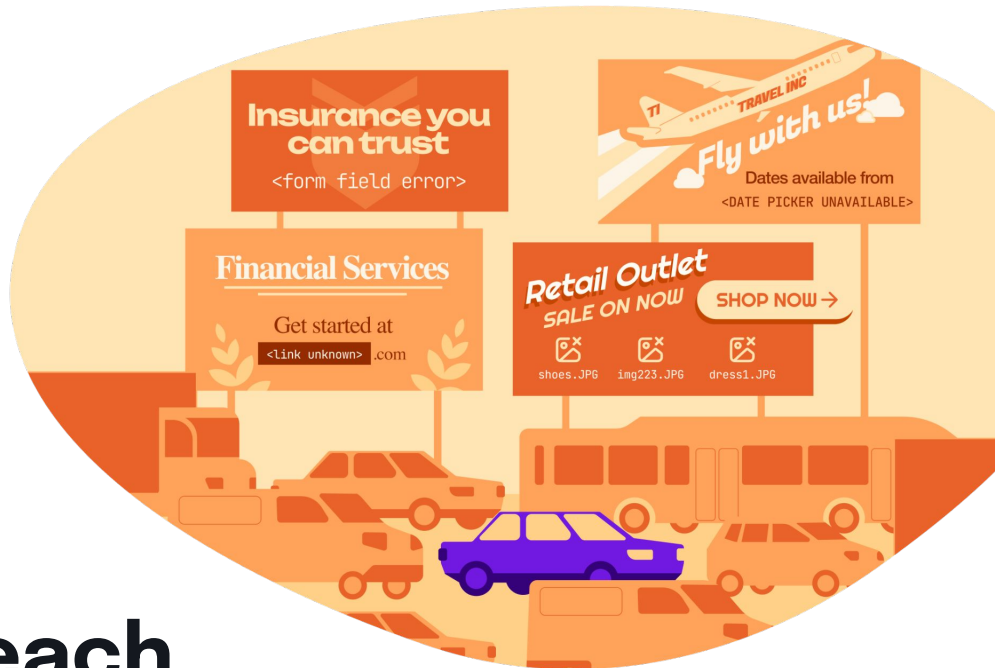 Insurance you
can trust
<form field error>
TI
TRAVEL INC
Fly with us!
Dates available from
<DATE PICKER UNAVAILABLE>
Financial Services
Get started at
<link unknown> .com
Retail Outlet
SALE ON NOW
SHOP NOW →
shoes.JPG img223.JPG dress1.JPG
each